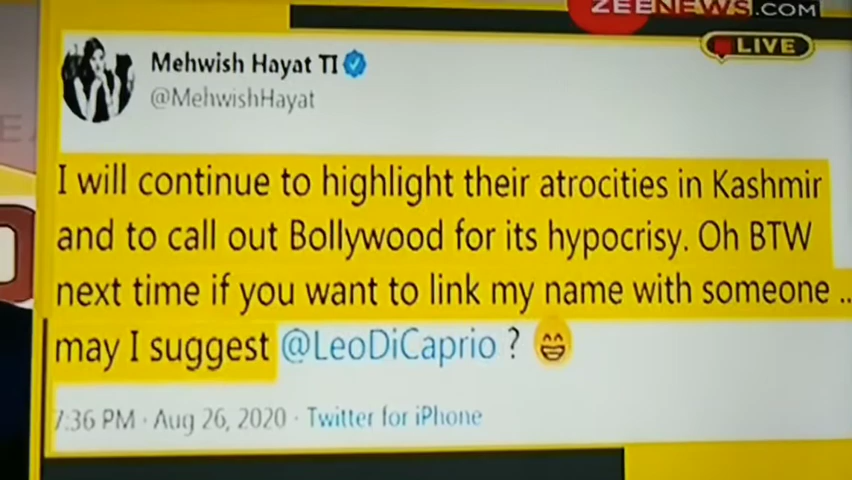 ZEENEWS.COM
LIVE
Mehwish Hayat TI
@MehwishHayat
I will continue to highlight their atrocities in Kashmir
and to call out Bollywood for its hypocrisy. Oh BTW
next time if you want to link my name with someone ..
may I suggest @LeoDiCaprio ? 😁
7:36 PM · Aug 26, 2020 · Twitter for iPhone